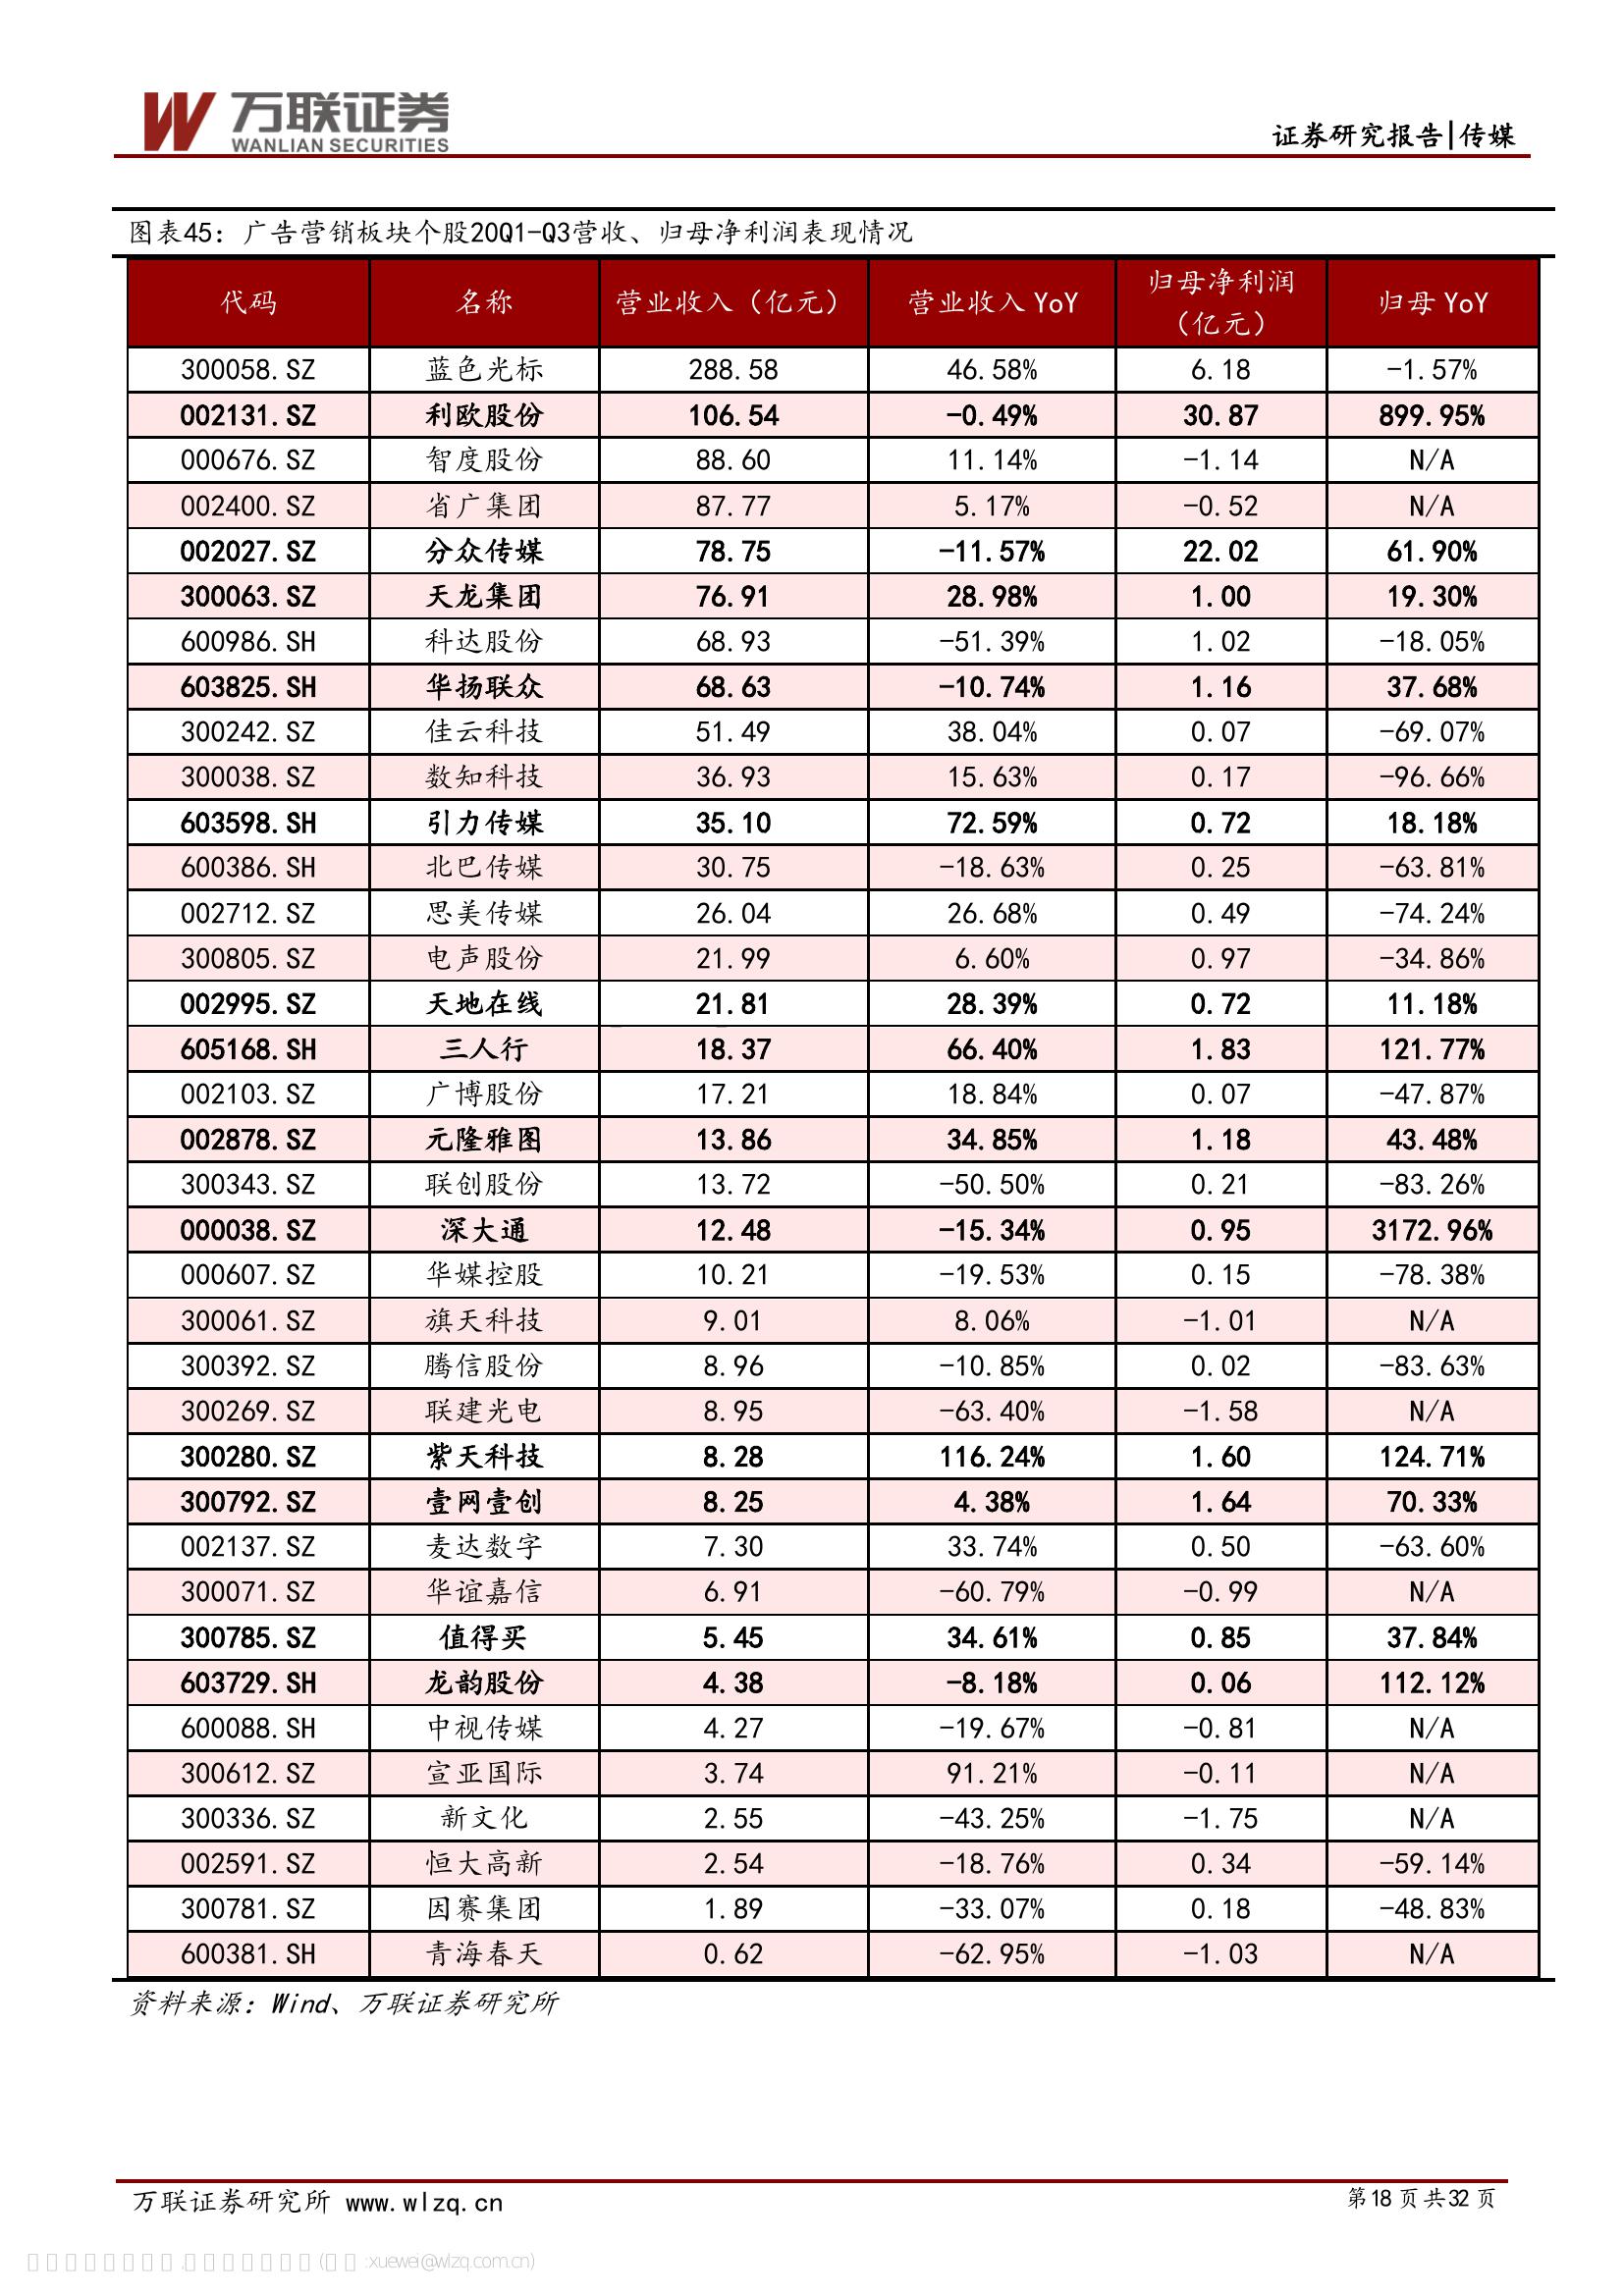 万联证券
WANLIAN SECURITIES
证券研究报告|传媒
图表45：广告营销板块个股20Q1-Q3营收、归母净利润表现情况
代码 名称 营业收入（亿元） 营业收入 YoY 归母净利润（亿元） 归母 YoY
300058.SZ 蓝色光标 288.58 46.58% 6.18 -1.57%
002131.SZ 利欧股份 106.54 -0.49% 30.87 899.95%
000676.SZ 智度股份 88.60 11.14% -1.14 N/A
002400.SZ 省广集团 87.77 5.17% -0.52 N/A
002027.SZ 分众传媒 78.75 -11.57% 22.02 61.90%
300063.SZ 天龙集团 76.91 28.98% 1.00 19.30%
600986.SH 科达股份 68.93 -51.39% 1.02 -18.05%
603825.SH 华扬联众 68.63 -10.74% 1.16 37.68%
300242.SZ 佳云科技 51.49 38.04% 0.07 -69.07%
300038.SZ 数知科技 36.93 15.63% 0.17 -96.66%
603598.SH 引力传媒 35.10 72.59% 0.72 18.18%
600386.SH 北巴传媒 30.75 -18.63% 0.25 -63.81%
002712.SZ 思美传媒 26.04 26.68% 0.49 -74.24%
300805.SZ 电声股份 21.99 6.60% 0.97 -34.86%
002995.SZ 天地在线 21.81 28.39% 0.72 11.18%
605168.SH 三人行 18.37 66.40% 1.83 121.77%
002103.SZ 广博股份 17.21 18.84% 0.07 -47.87%
002878.SZ 元隆雅图 13.86 34.85% 1.18 43.48%
300343.SZ 联创股份 13.72 -50.50% 0.21 -83.26%
000038.SZ 深大通 12.48 -15.34% 0.95 3172.96%
000607.SZ 华媒控股 10.21 -19.53% 0.15 -78.38%
300061.SZ 旗天科技 9.01 8.06% -1.01 N/A
300392.SZ 腾信股份 8.96 -10.85% 0.02 -83.63%
300269.SZ 联建光电 8.95 -63.40% -1.58 N/A
300280.SZ 紫天科技 8.28 116.24% 1.60 124.71%
300792.SZ 壹网壹创 8.25 4.38% 1.64 70.33%
002137.SZ 麦达数字 7.30 33.74% 0.50 -63.60%
300071.SZ 华谊嘉信 6.91 -60.79% -0.99 N/A
300785.SZ 值得买 5.45 34.61% 0.85 37.84%
603729.SH 龙韵股份 4.38 -8.18% 0.06 112.12%
600088.SH 中视传媒 4.27 -19.67% -0.81 N/A
300612.SZ 宣亚国际 3.74 91.21% -0.11 N/A
300336.SZ 新文化 2.55 -43.25% -1.75 N/A
002591.SZ 恒大高新 2.54 -18.76% 0.34 -59.14%
300781.SZ 因赛集团 1.89 -33.07% 0.18 -48.83%
600381.SH 青海春天 0.62 -62.95% -1.03 N/A
资料来源：Wind、万联证券研究所
万联证券研究所 www.wlzq.cn
第18页共32页
:xuewei@wlzq.com.cn)